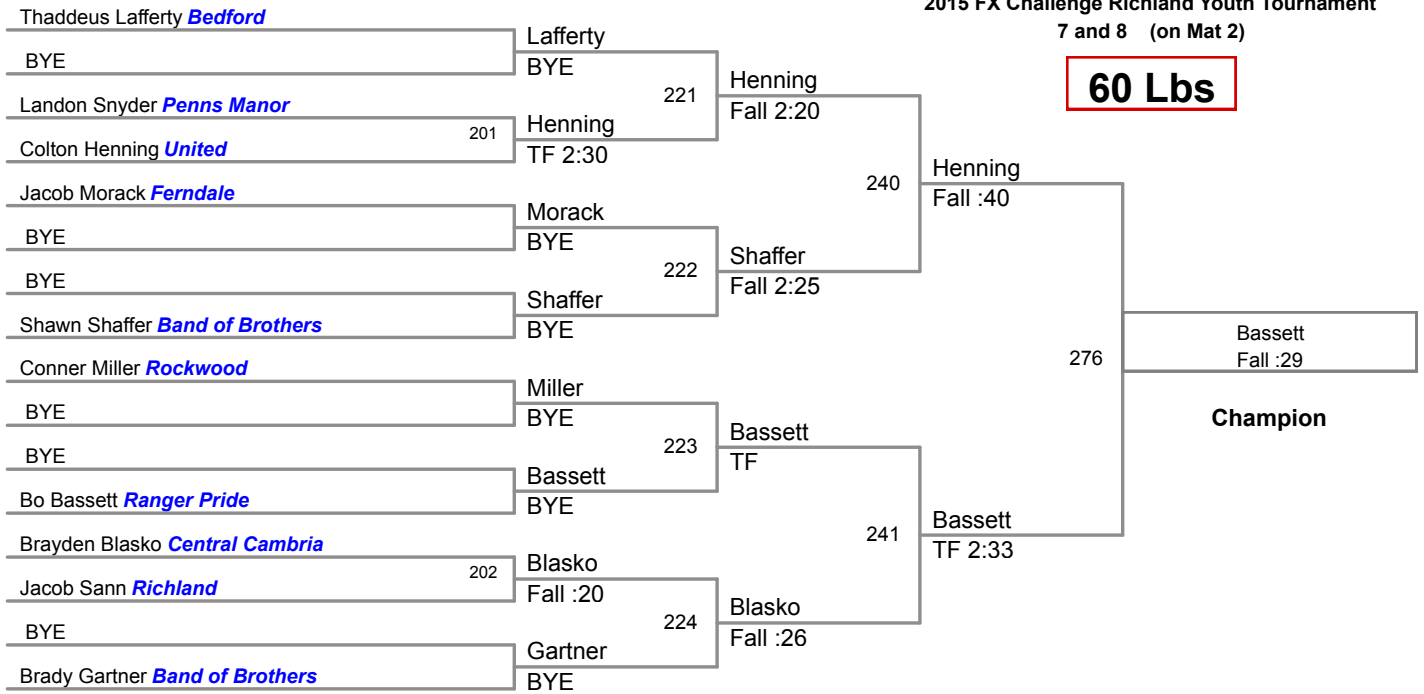 2015 FX Challenge Richland Youth Tournament
7 and 8 (on Mat 2)
60 Lbs
Thaddeus Lafferty Bedford
BYE
Landon Snyder Penns Manor
201
Colton Henning United
Jacob Morack Ferndale
BYE
BYE
Shawn Shaffer Band of Brothers
Conner Miller Rockwood
BYE
BYE
Bo Bassett Ranger Pride
Brayden Blasko Central Cambria
202
Jacob Sann Richland
BYE
Brady Gartner Band of Brothers
Lafferty
BYE
221
Henning
TF 2:30
Morack
BYE
222
Shaffer
BYE
Miller
BYE
223
Bassett
BYE
Blasko
Fall :20
224
Gartner
BYE
Henning
Fall 2:20
240
Shaffer
Fall 2:25
Bassett
TF
241
Blasko
Fall :26
Henning
Fall :40
276
Bassett
TF 2:33
Bassett
Fall :29
Champion